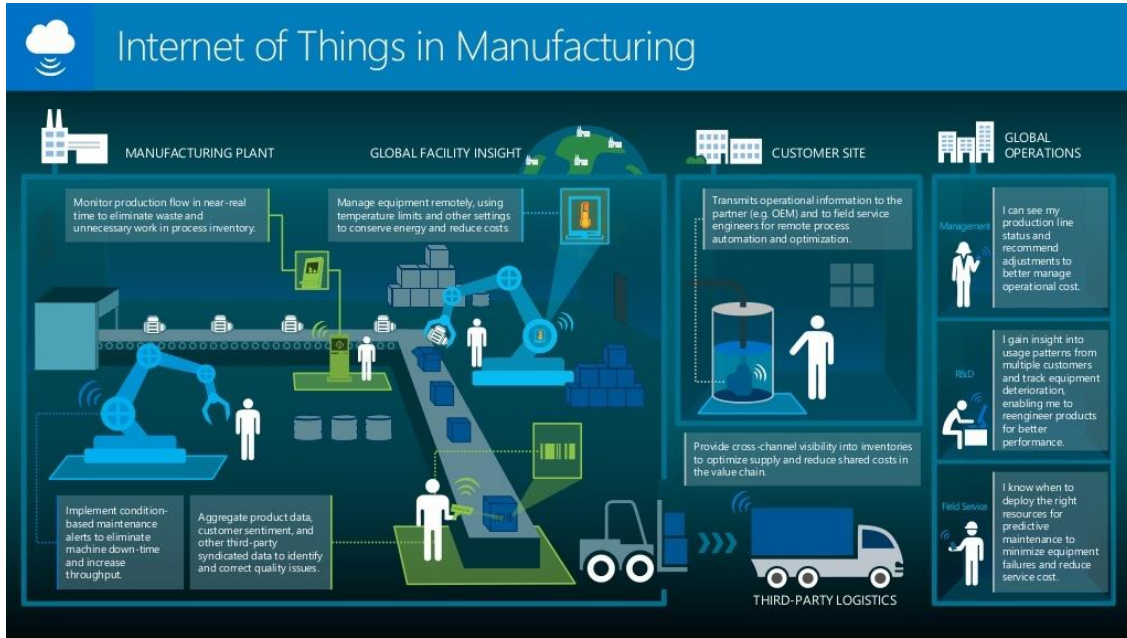 Internet of Things in Manufacturing
MANUFACTURING PLANT
GLOBAL FACILITY INSIGHT
CUSTOMER SITE
GLOBAL
OPERATIONS
Monitor production flow in near-real
time to eliminate waste and
unnecessary work in process inventory.
Manage equipment remotely, using
temperature limits and other settings
to conserve energy and reduce costs.
Transmits operational information to the
partner (e.g. OEM) and to field service
engineers for remote process
automation and optimization.
Management
I can see my
production line
status and
recommend
adjustments to
better manage
operational cost.
R&D
I gain insight into
usage patterns from
multiple customers
and track equipment
deterioration,
enabling me to
reengineer products
for better
performance.
Provide cross-channel visibility into inventories
to optimize supply and reduce shared costs in
the value chain.
Implement condition-
based maintenance
alerts to eliminate
machine down-time
and increase
throughput.
Aggregate product data,
customer sentiment, and
other third-party
syndicated data to identify
and correct quality issues.
Field Service
I know when to
deploy the right
resources for
predictive
maintenance to
minimize equipment
failures and reduce
service cost.
THIRD-PARTY LOGISTICS